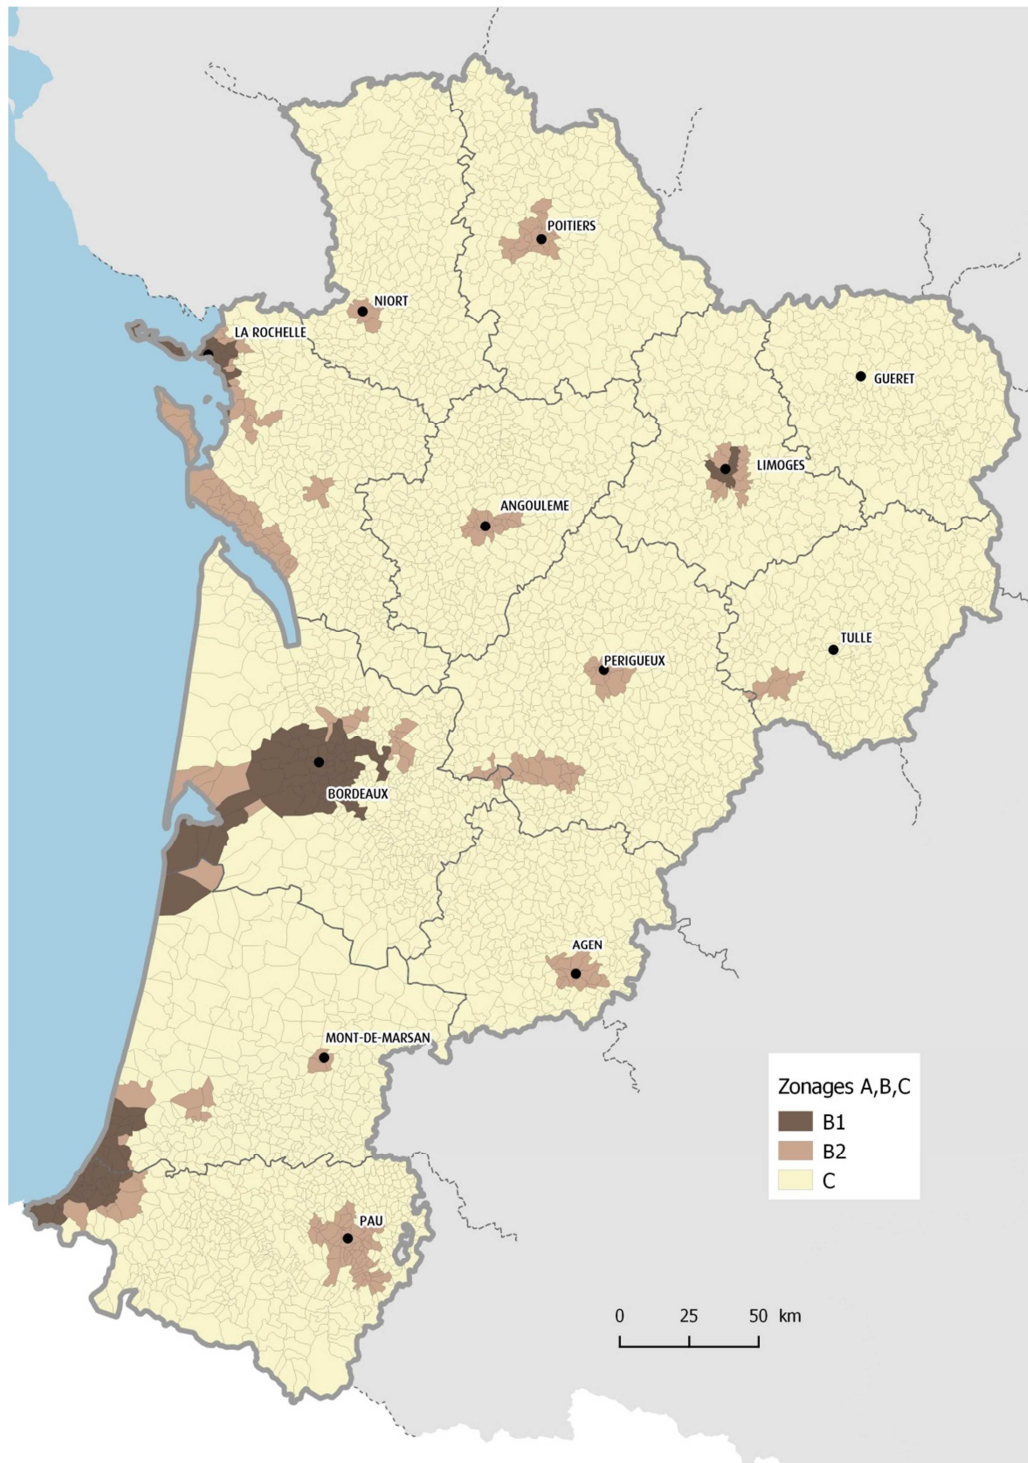 POITIERS
NIORT
LA ROCHELLE
GUERET
LIMOGES
ANGOULEME
TULLE
PERIGUEUX
BORDEAUX
AGEN
MONT-DE-MARSAN
Zonages A,B,C
B1
B2
C
PAU
0 25 50 km